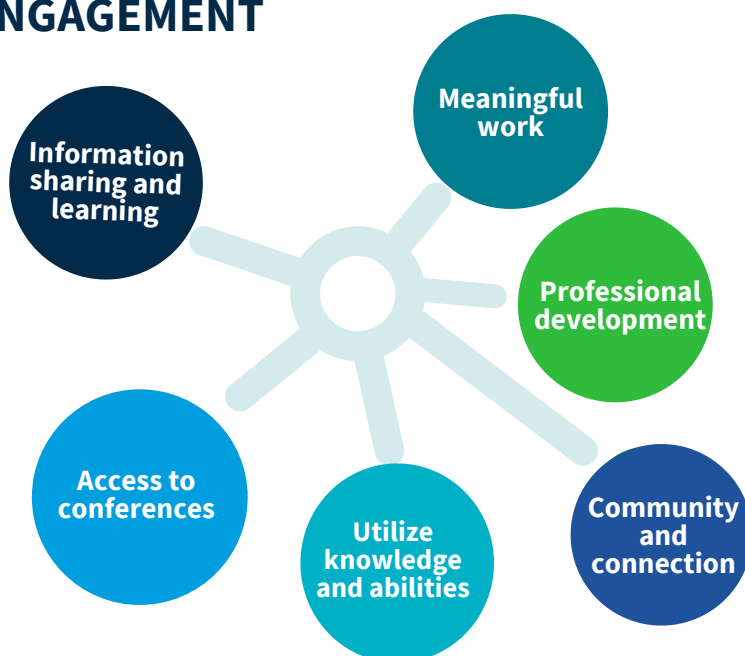 NGAGEMENT
Meaningful
work
Information
sharing and
learning
Professional
development
Access to
conferences
Utilize
knowledge
and abilities
Community
and
connection